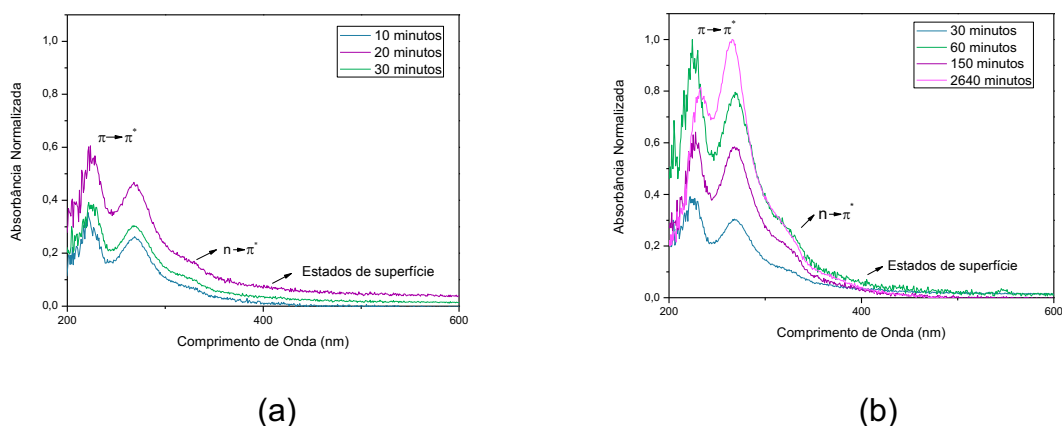 1,0
0,8
0,6
0,4
0,2
0,0
Absorbância Normalizada
10 minutos
20 minutos
30 minutos
π→π*
n→π*
Estados de superfície
200
400
600
Comprimento de Onda (nm)
(a)
1,0
0,8
0,6
0,4
0,2
0,0
Absorbância Normalizada
π→π*
30 minutos
60 minutos
150 minutos
2640 minutos
n→π*
Estados de superfície
200
400
600
Comprimento de Onda (nm)
(b)